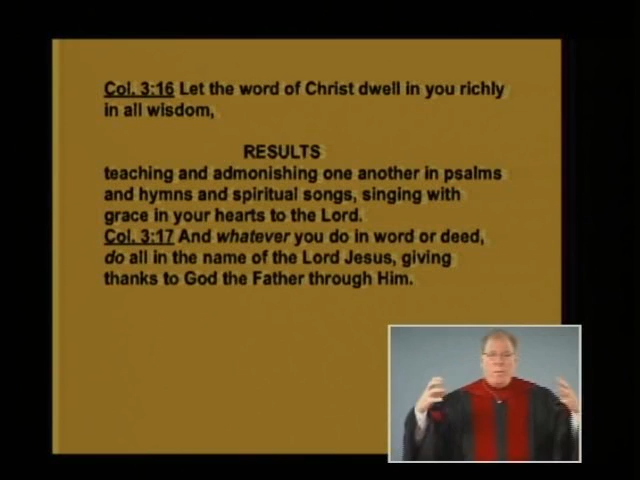 Col. 3:16 Let the word of Christ dwell in you richly
in all wisdom,
RESULTS
teaching and admonishing one another in psalms
and hymns and spiritual songs, singing with
grace in your hearts to the Lord.
Col. 3:17 And whatever you do in word or deed,
do all in the name of the Lord Jesus, giving
thanks to God the Father through Him.